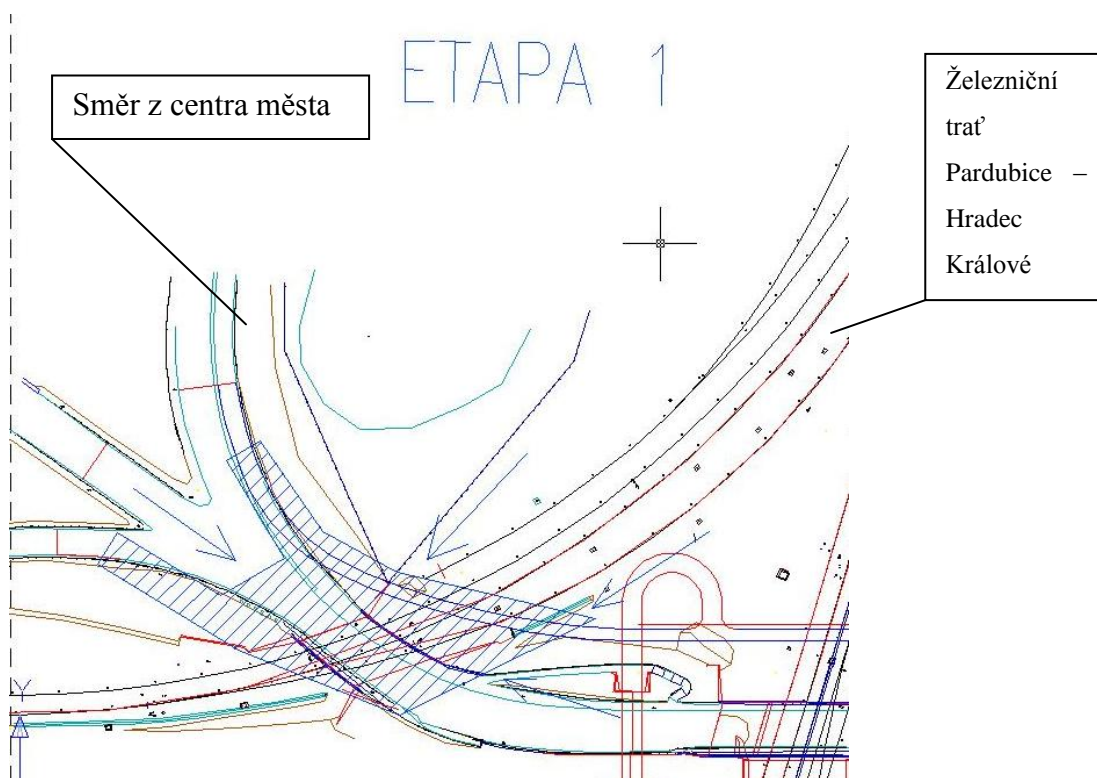 ETAPA 1
Směr z centra města
Železniční
trať
Pardubice –
Hradec
Králové
Y